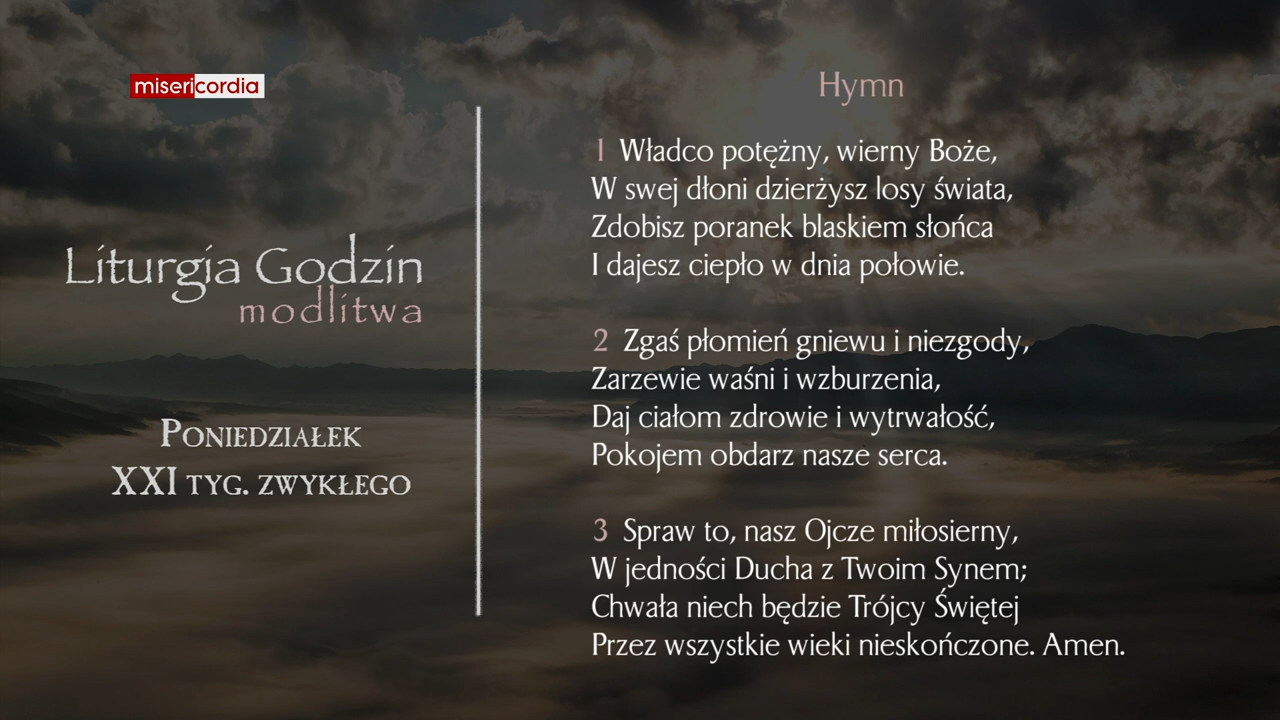 misericordia
Liturgia Godzin
modlitwa
Poniedziałek
XXI tyg. zwykłego
Hymn
1 Władco potężny, wierny Boże,
W swej dłoni dzierżysz losy świata,
Zdobisz poranek blaskiem słońca
I dajesz ciepło w dnia połowie.
2 Zgaś płomień gniewu i niezgody,
Zarzewie waśni i wzburzenia,
Daj ciałom zdrowie i wytrwałość,
Pokojem obdarz nasze serca.
3 Spraw to, nasz Ojcze miłosierny,
W jedności Ducha z Twoim Synem;
Chwała niech będzie Trójcy Świętej
Przez wszystkie wieki nieskończone. Amen.